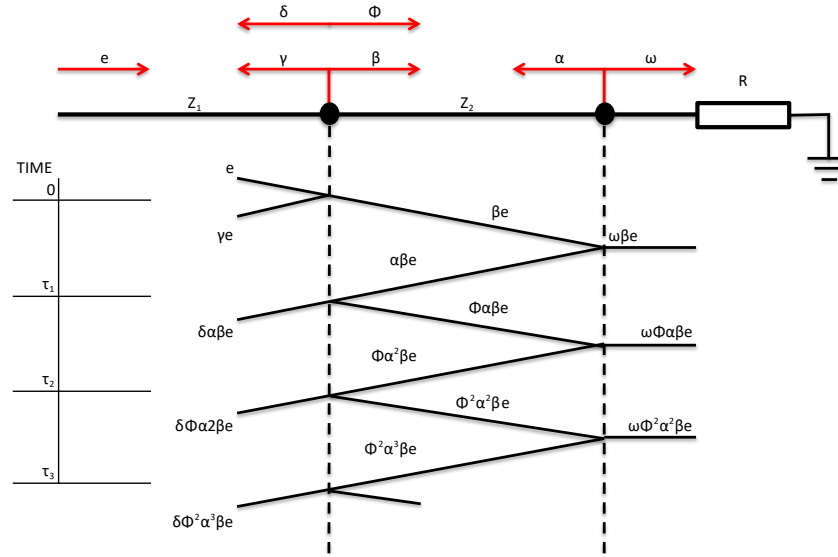 δ Φ
e γ β α ω
R
Z₁ Z₂
TIME
e
0
βe
γe ωβe
αβe
τ₁
Φαβe
δαβe ωΦαβe
Φα²βe
τ₂
Φ²α²βe
δΦα2βe ωΦ²α²βe
Φ²α³βe
τ₃
δΦ²α³βe